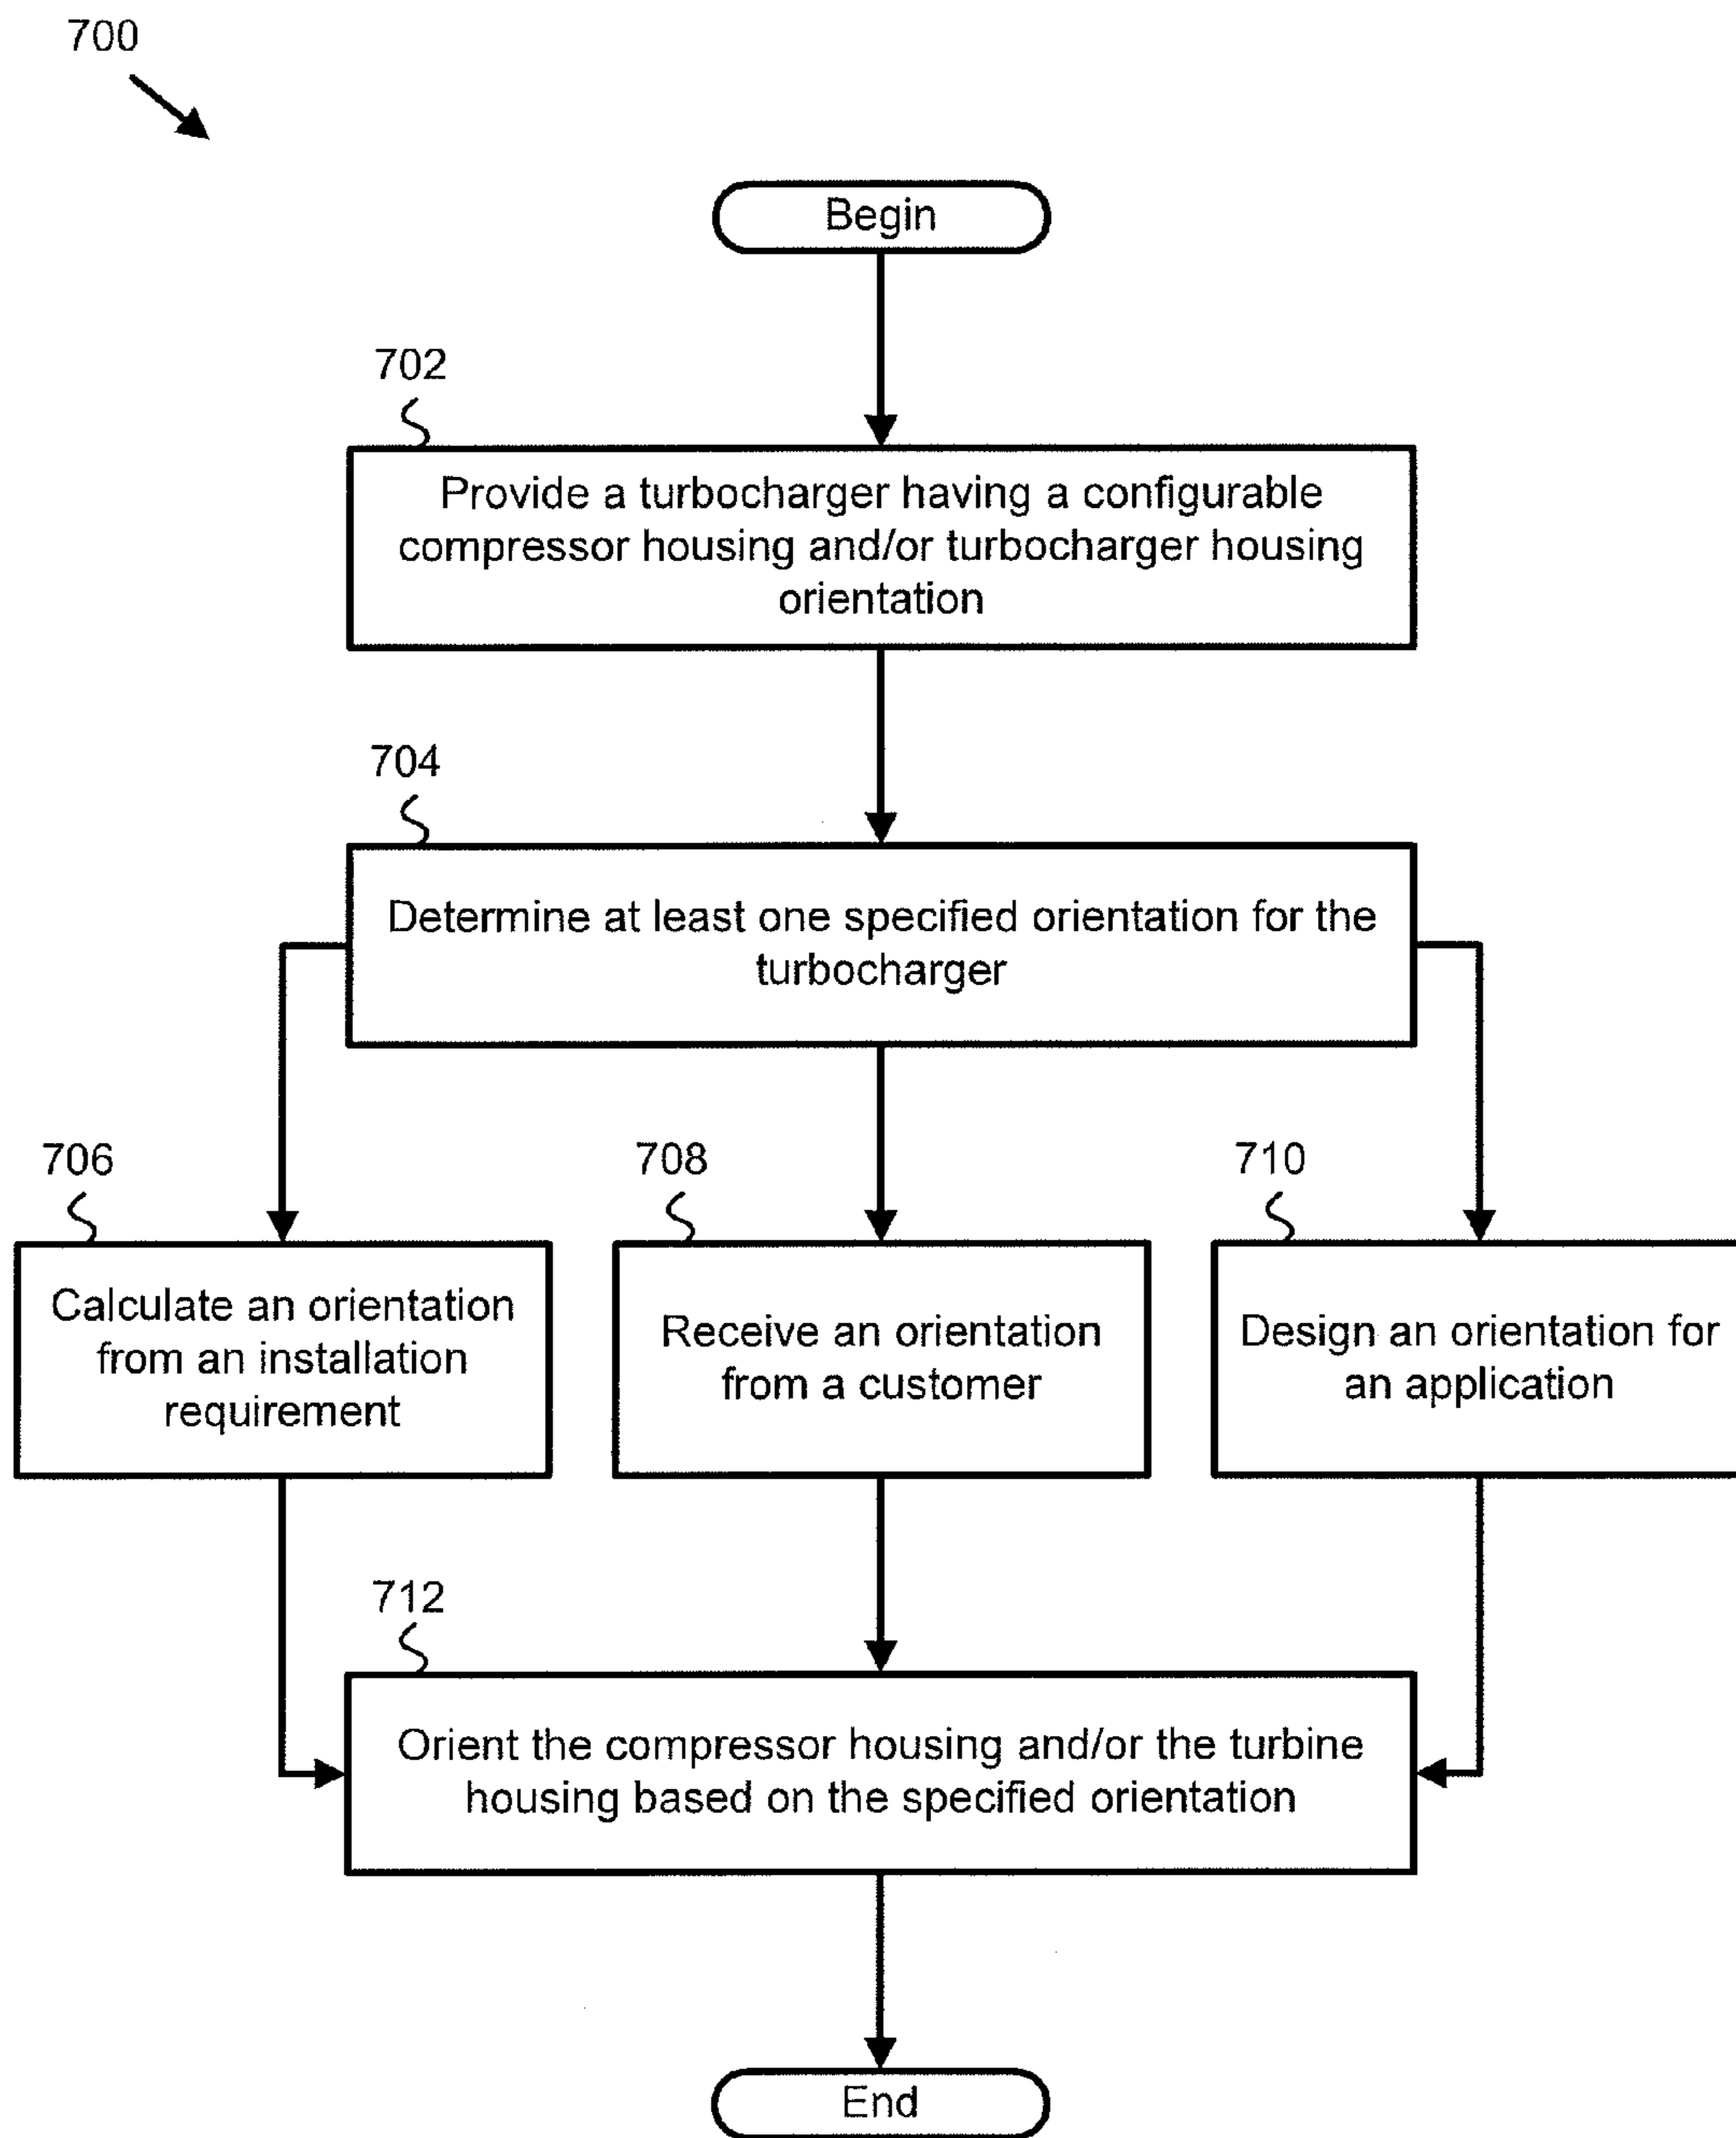 700
Begin
702
Provide a turbocharger having a configurable
compressor housing and/or turbocharger housing
orientation
704
Determine at least one specified orientation for the
turbocharger
706
Calculate an orientation
from an installation
requirement
708
Receive an orientation
from a customer
710
Design an orientation for
an application
712
Orient the compressor housing and/or the turbine
housing based on the specified orientation
End